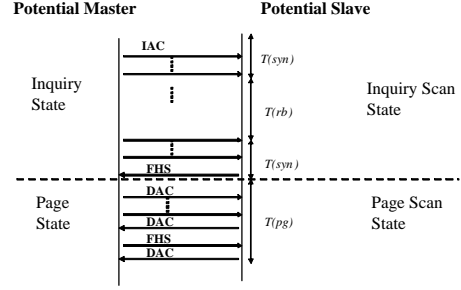 Potential Master
Potential Slave
IAC
T(syn)
Inquiry
State
Inquiry Scan
State
T(rb)
T(syn)
FHS
DAC
Page
State
Page Scan
State
T(pg)
DAC
FHS
DAC